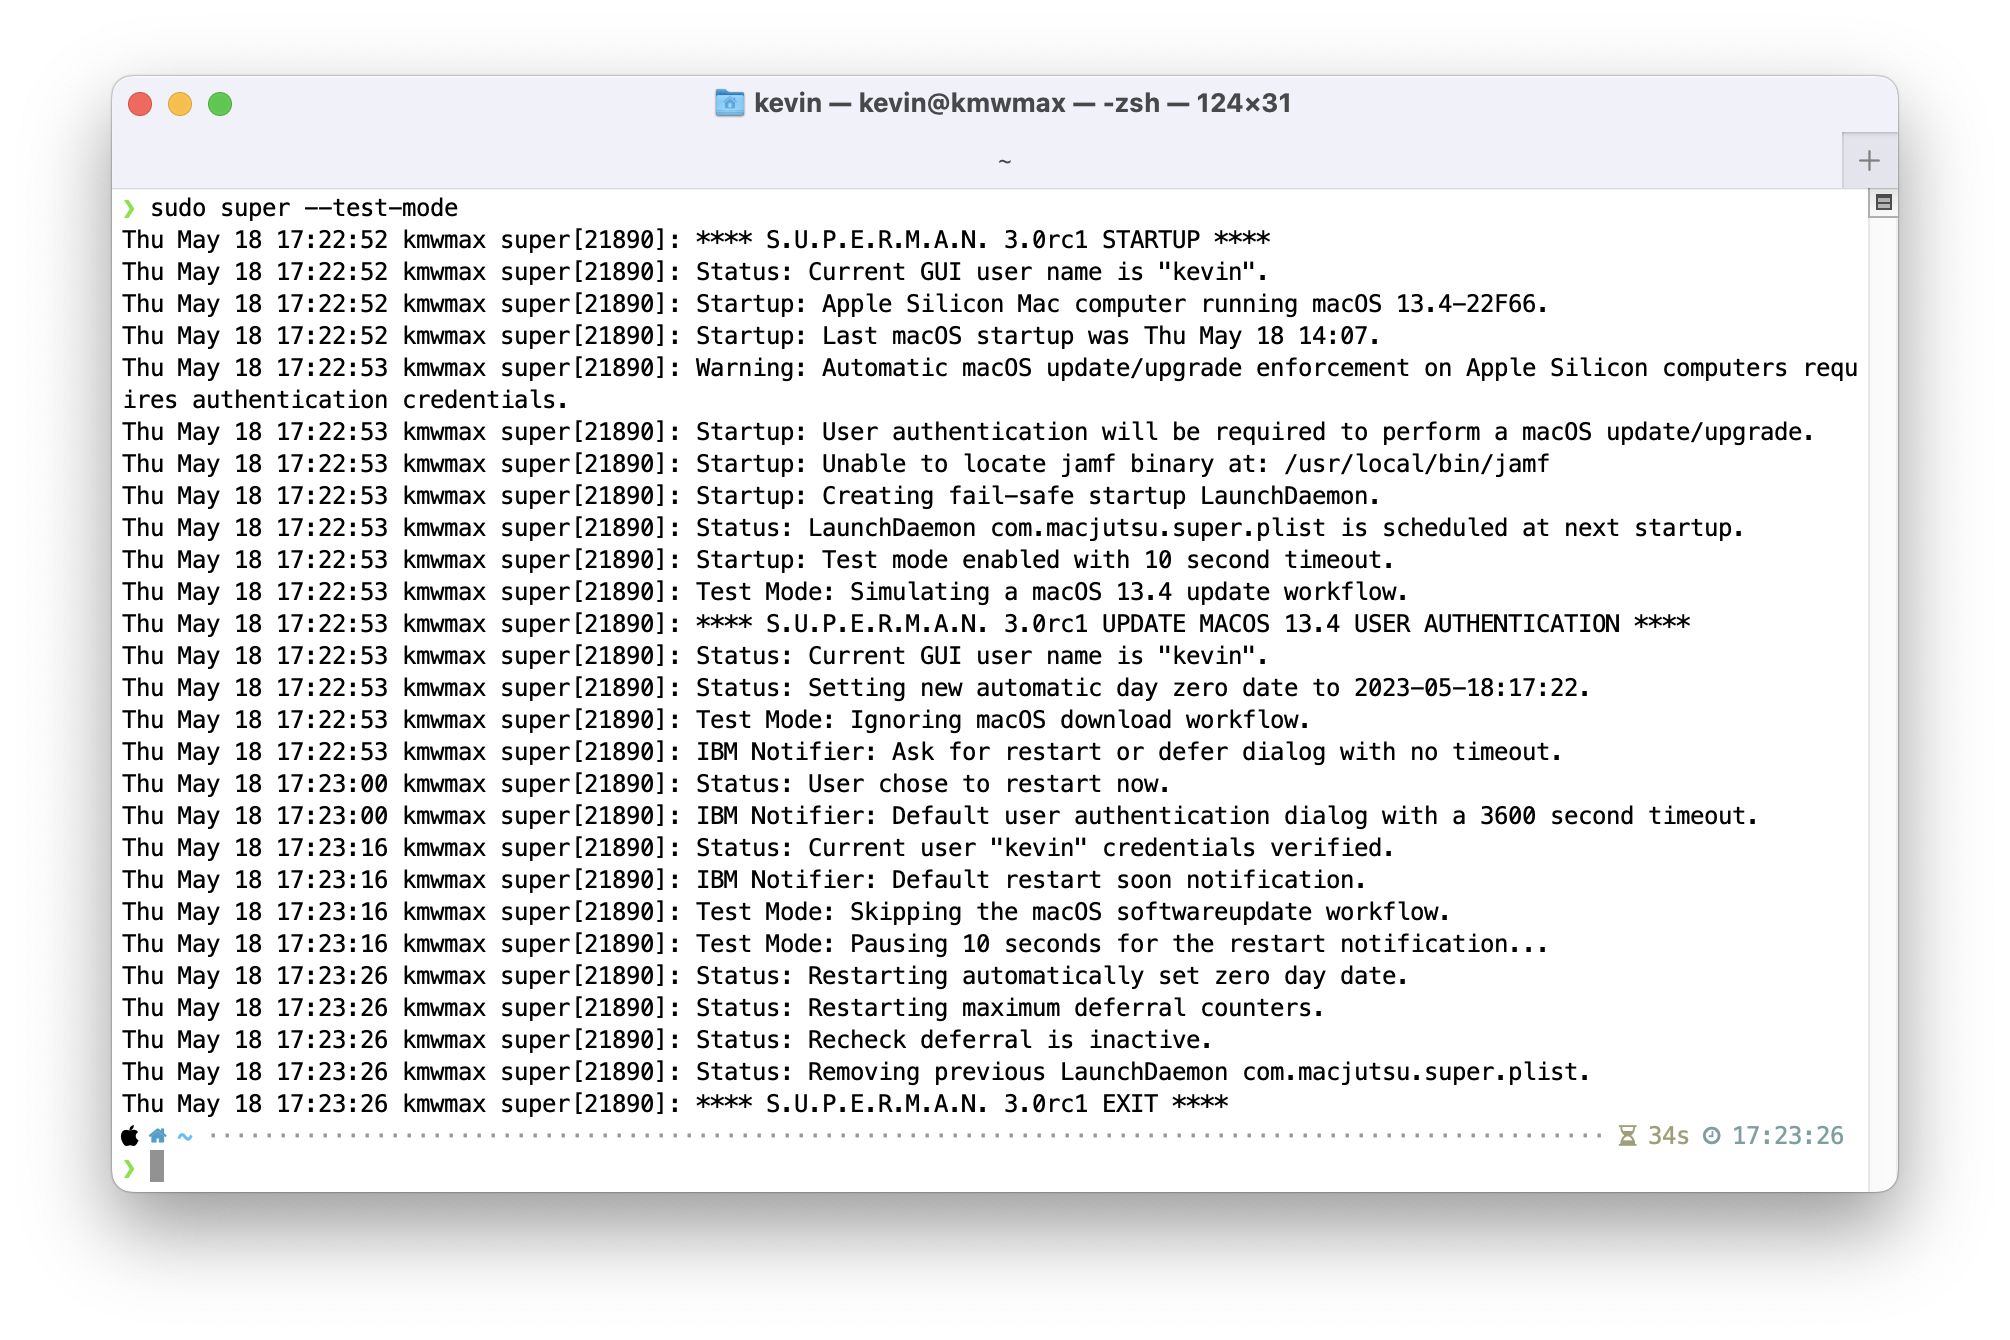 kevin — kevin@kmwmax — -zsh — 124×31
~
❯ sudo super --test-mode
Thu May 18 17:22:52 kmwmax super[21890]: **** S.U.P.E.R.M.A.N. 3.0rc1 STARTUP ****
Thu May 18 17:22:52 kmwmax super[21890]: Status: Current GUI user name is "kevin".
Thu May 18 17:22:52 kmwmax super[21890]: Startup: Apple Silicon Mac computer running macOS 13.4-22F66.
Thu May 18 17:22:52 kmwmax super[21890]: Startup: Last macOS startup was Thu May 18 14:07.
Thu May 18 17:22:53 kmwmax super[21890]: Warning: Automatic macOS update/upgrade enforcement on Apple Silicon computers requ
ires authentication credentials.
Thu May 18 17:22:53 kmwmax super[21890]: Startup: User authentication will be required to perform a macOS update/upgrade.
Thu May 18 17:22:53 kmwmax super[21890]: Startup: Unable to locate jamf binary at: /usr/local/bin/jamf
Thu May 18 17:22:53 kmwmax super[21890]: Startup: Creating fail-safe startup LaunchDaemon.
Thu May 18 17:22:53 kmwmax super[21890]: Status: LaunchDaemon com.macjutsu.super.plist is scheduled at next startup.
Thu May 18 17:22:53 kmwmax super[21890]: Startup: Test mode enabled with 10 second timeout.
Thu May 18 17:22:53 kmwmax super[21890]: Test Mode: Simulating a macOS 13.4 update workflow.
Thu May 18 17:22:53 kmwmax super[21890]: **** S.U.P.E.R.M.A.N. 3.0rc1 UPDATE MACOS 13.4 USER AUTHENTICATION ****
Thu May 18 17:22:53 kmwmax super[21890]: Status: Current GUI user name is "kevin".
Thu May 18 17:22:53 kmwmax super[21890]: Status: Setting new automatic day zero date to 2023-05-18:17:22.
Thu May 18 17:22:53 kmwmax super[21890]: Test Mode: Ignoring macOS download workflow.
Thu May 18 17:22:53 kmwmax super[21890]: IBM Notifier: Ask for restart or defer dialog with no timeout.
Thu May 18 17:23:00 kmwmax super[21890]: Status: User chose to restart now.
Thu May 18 17:23:00 kmwmax super[21890]: IBM Notifier: Default user authentication dialog with a 3600 second timeout.
Thu May 18 17:23:16 kmwmax super[21890]: Status: Current user "kevin" credentials verified.
Thu May 18 17:23:16 kmwmax super[21890]: IBM Notifier: Default restart soon notification.
Thu May 18 17:23:16 kmwmax super[21890]: Test Mode: Skipping the macOS softwareupdate workflow.
Thu May 18 17:23:16 kmwmax super[21890]: Test Mode: Pausing 10 seconds for the restart notification...
Thu May 18 17:23:26 kmwmax super[21890]: Status: Restarting automatically set zero day date.
Thu May 18 17:23:26 kmwmax super[21890]: Status: Restarting maximum deferral counters.
Thu May 18 17:23:26 kmwmax super[21890]: Status: Recheck deferral is inactive.
Thu May 18 17:23:26 kmwmax super[21890]: Status: Removing previous LaunchDaemon com.macjutsu.super.plist.
Thu May 18 17:23:26 kmwmax super[21890]: **** S.U.P.E.R.M.A.N. 3.0rc1 EXIT ****
~ 34s 17:23:26
❯